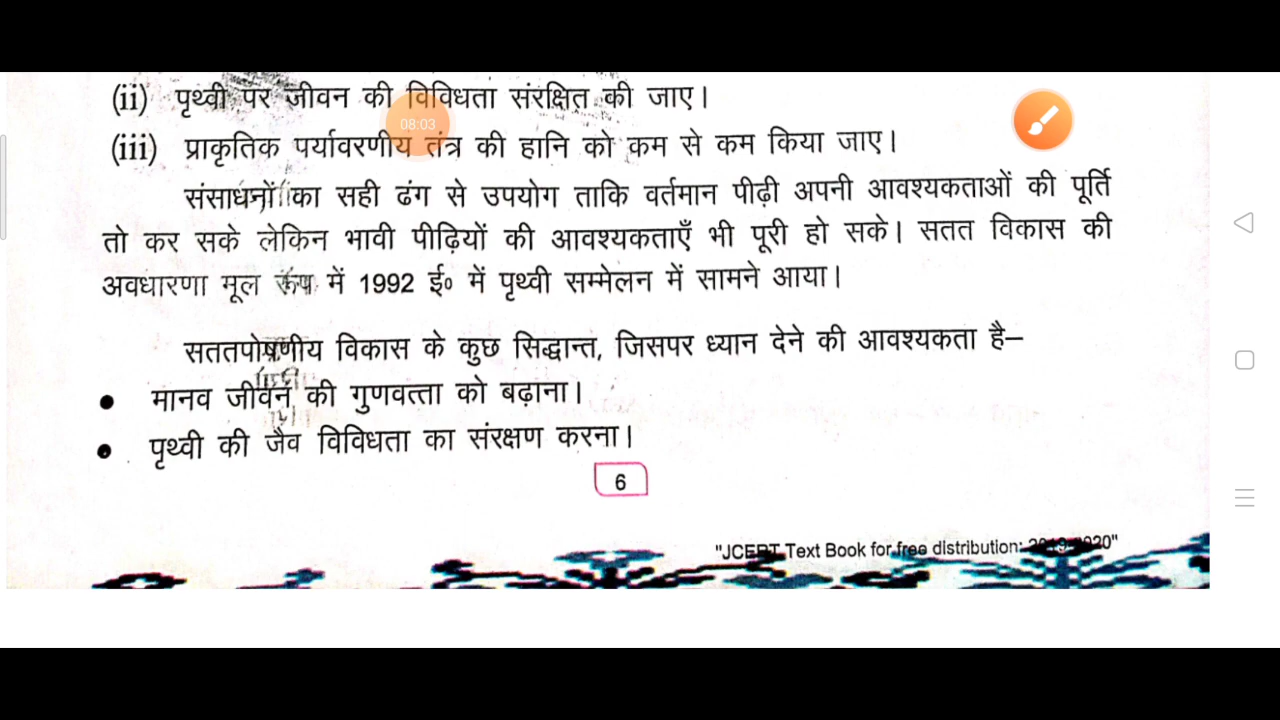 (ii) पृथ्वी पर जीवन की विविधता संरक्षित की जाए।
08:03
(iii) प्राकृतिक पर्यावरणीय तंत्र की हानि को कम से कम किया जाए।
संसाधनों का सही ढंग से उपयोग ताकि वर्तमान पीढ़ी अपनी आवश्यकताओं की पूर्ति
तो कर सके लेकिन भावी पीढ़ियों की आवश्यकताएँ भी पूरी हो सके। सतत विकास की
अवधारणा मूल रूप में 1992 ई० में पृथ्वी सम्मेलन में सामने आया।
सततपोषणीय विकास के कुछ सिद्धान्त, जिसपर ध्यान देने की आवश्यकता है–
• मानव जीवन की गुणवत्ता को बढ़ाना।
• पृथ्वी की जैव विविधता का संरक्षण करना।
6
"JCERT Text Book for free distribution: 2019-2020"